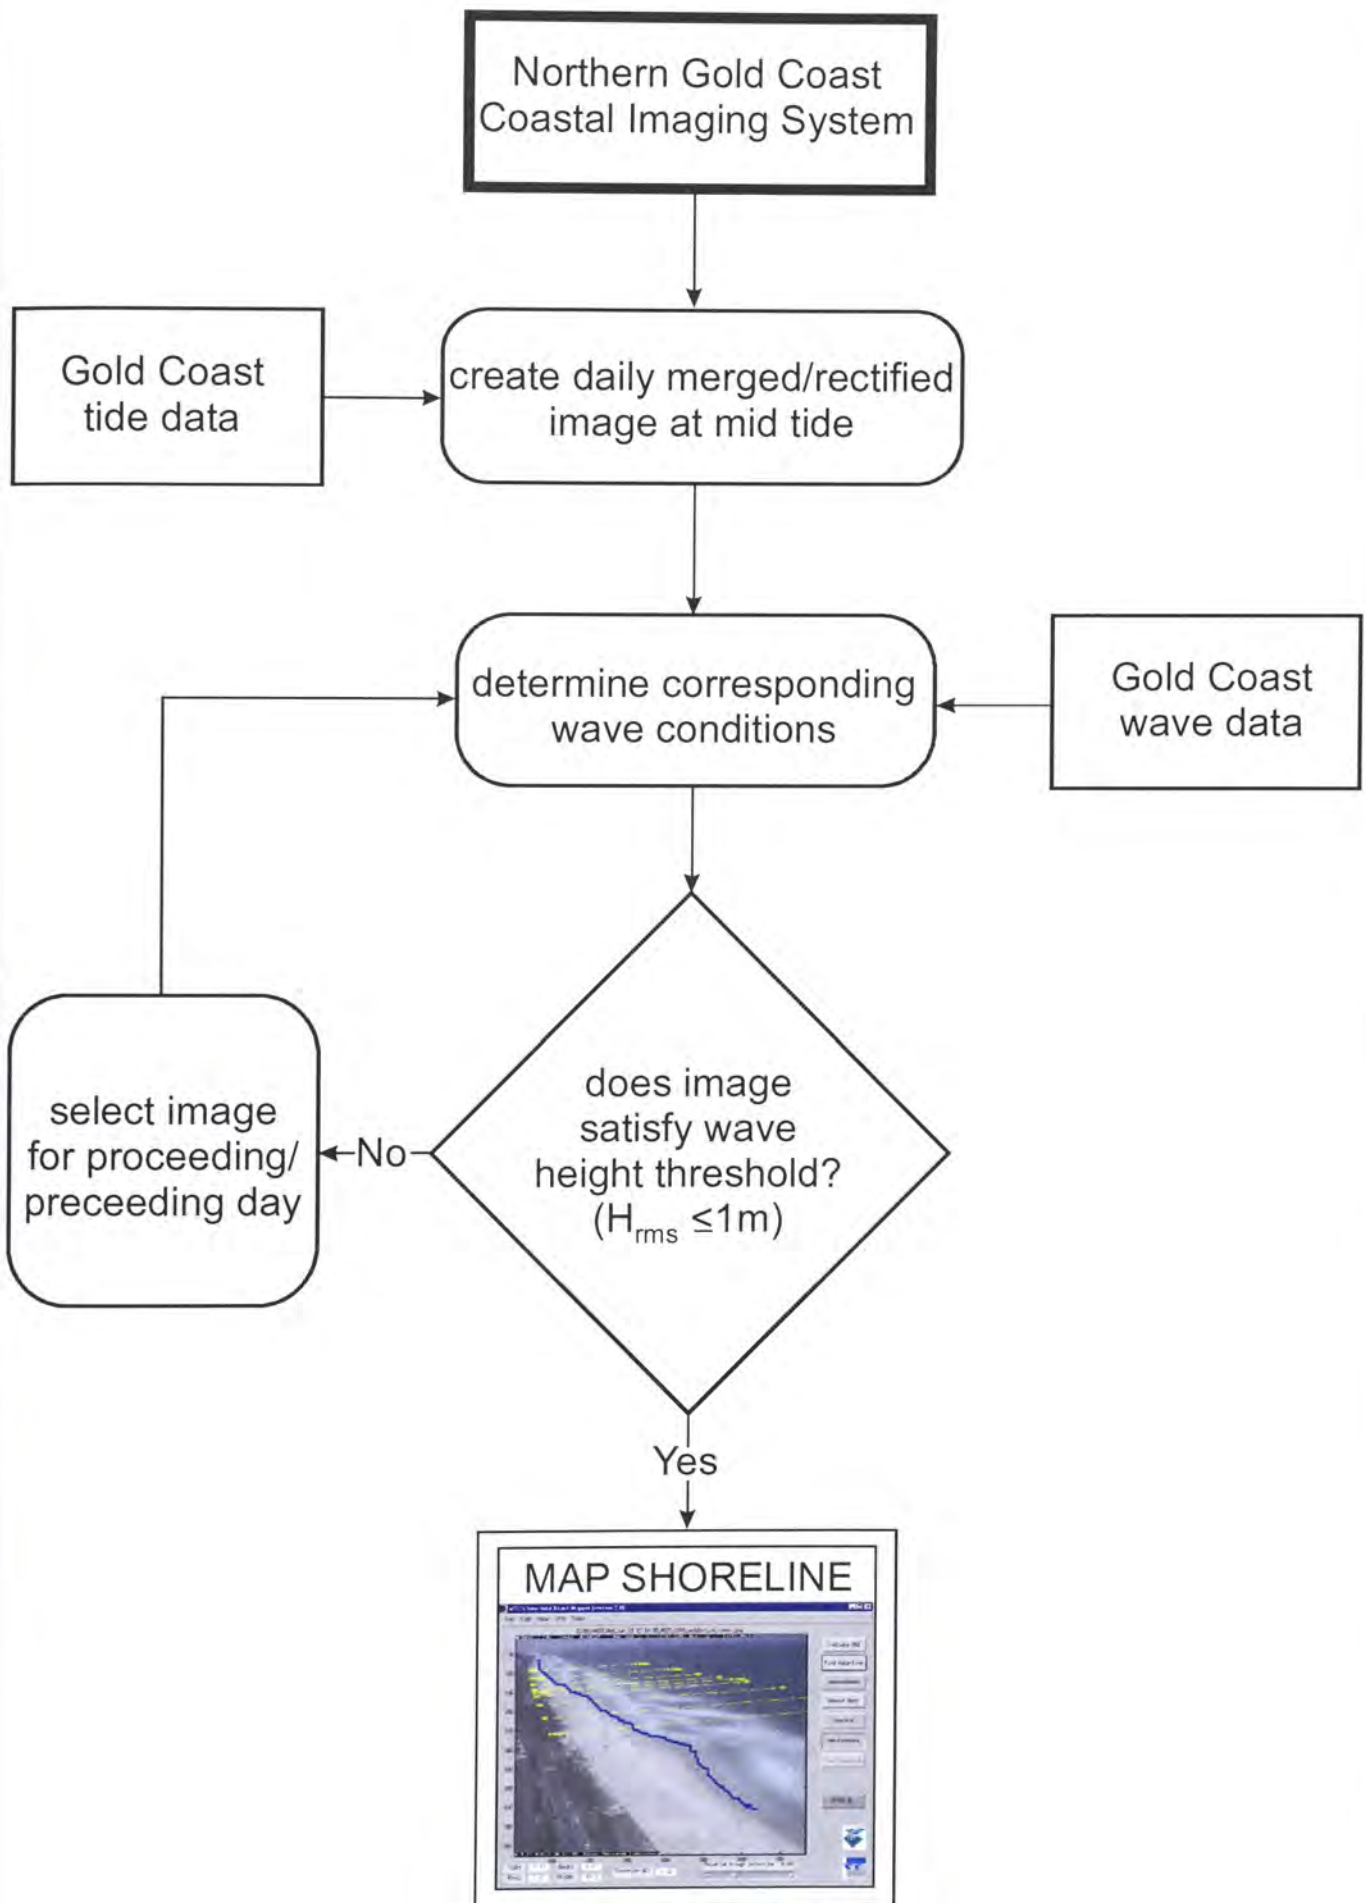 Northern Gold Coast
Coastal Imaging System
Gold Coast
tide data
create daily merged/rectified
image at mid tide
determine corresponding
wave conditions
Gold Coast
wave data
does image
satisfy wave
height threshold?
(Hrms ≤1m)
No
select image
for proceeding/
preceeding day
Yes
MAP SHORELINE